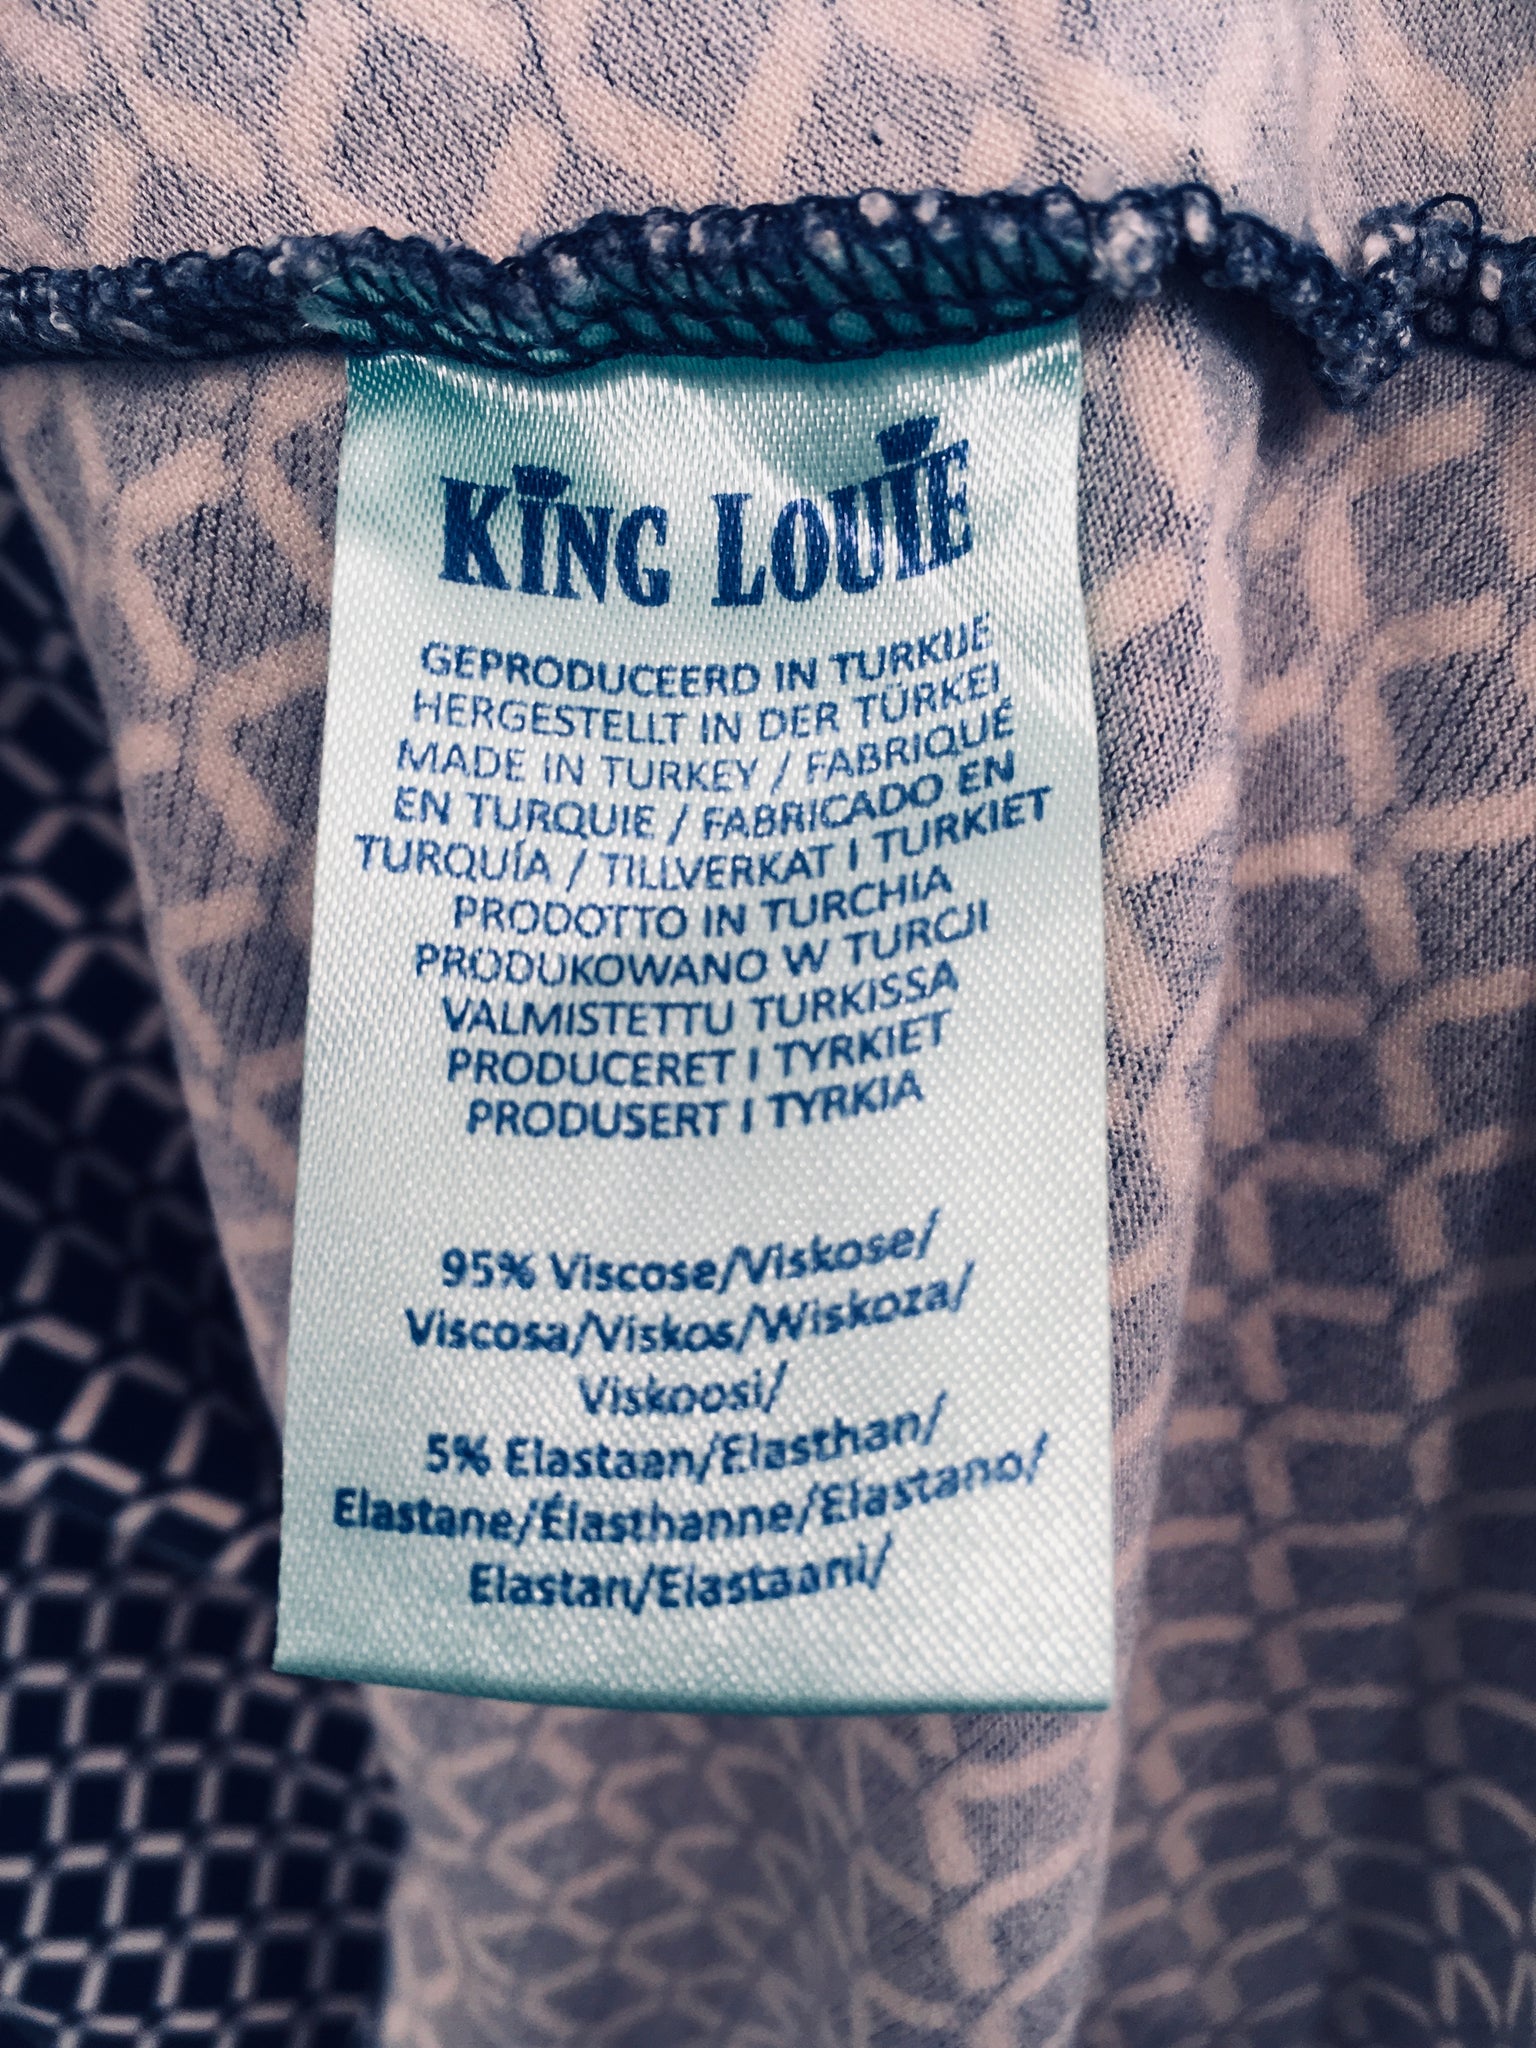 KING LOUIE
GEPRODUCEERD IN TURKIJE
HERGESTELLT IN DER TÜRKEI
MADE IN TURKEY / FABRIQUÉ
EN TURQUIE / FABRICADO EN
TURQUÍA / TILLVERKAT I TURKIET
PRODOTTO IN TURCHIA
PRODUKOWANO W TURCJI
VALMISTETTU TURKISSA
PRODUCERET I TYRKIET
PRODUSERT I TYRKIA
95% Viscose/Viskose/
Viscosa/Viskos/Wiskoza/
Viskoosi/
5% Elastaan/Elasthan/
Elastane/Élasthanne/Elastano/
Elastan/Elastaani/